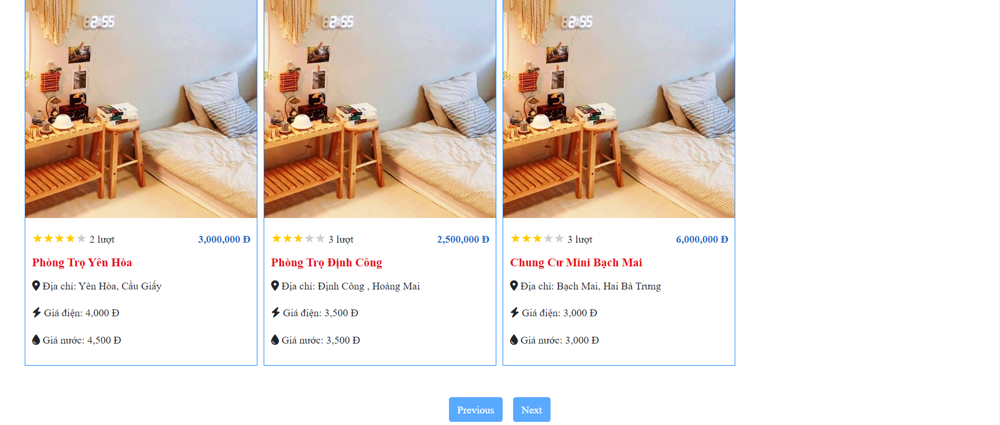 2:55
2:55
2:55
2 lượt 3,000,000 Đ
Phòng Trọ Yên Hòa
Địa chỉ: Yên Hòa, Cầu Giấy
Giá điện: 4,000 Đ
Giá nước: 4,500 Đ
3 lượt 2,500,000 Đ
Phòng Trọ Định Công
Địa chỉ: Định Công , Hoàng Mai
Giá điện: 3,500 Đ
Giá nước: 3,500 Đ
3 lượt 6,000,000 Đ
Chung Cư Mini Bạch Mai
Địa chỉ: Bạch Mai, Hai Bà Trưng
Giá điện: 3,000 Đ
Giá nước: 3,000 Đ
Previous Next